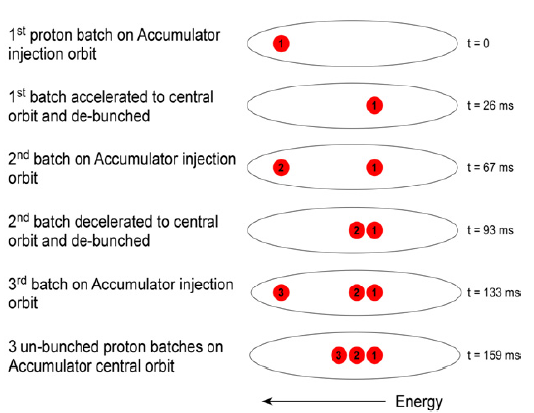 1st proton batch on Accumulator
injection orbit
1
t = 0
1st batch accelerated to central
orbit and de-bunched
1
t = 26 ms
2nd batch on Accumulator injection
orbit
2 1
t = 67 ms
2nd batch decelerated to central
orbit and de-bunched
2 1
t = 93 ms
3rd batch on Accumulator injection
orbit
3 2 1
t = 133 ms
3 un-bunched proton batches on
Accumulator central orbit
3 2 1
t = 159 ms
Energy